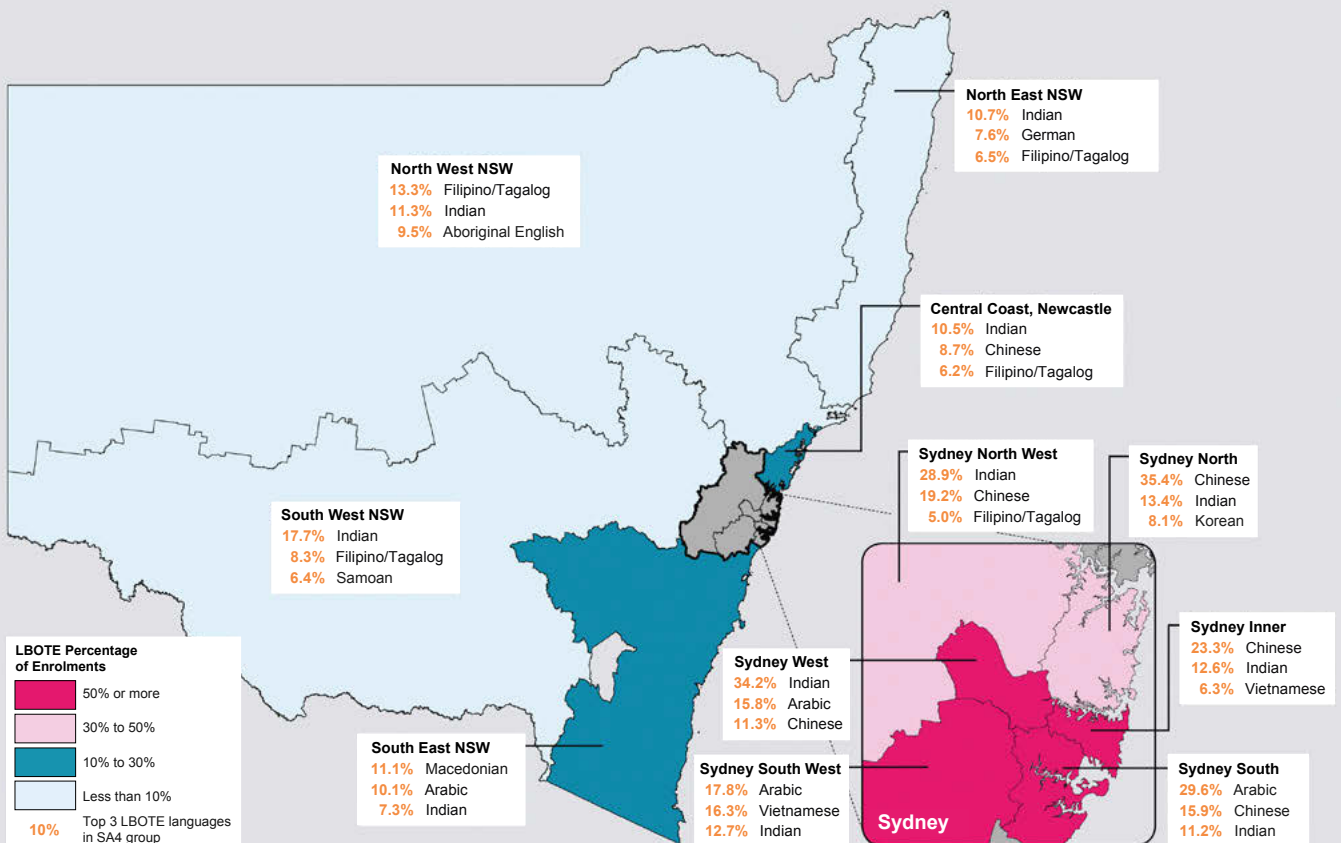 North East NSW
10.7% Indian
7.6% German
6.5% Filipino/Tagalog
North West NSW
13.3% Filipino/Tagalog
11.3% Indian
9.5% Aboriginal English
Central Coast, Newcastle
10.5% Indian
8.7% Chinese
6.2% Filipino/Tagalog
Sydney North West
28.9% Indian
19.2% Chinese
5.0% Filipino/Tagalog
Sydney North
35.4% Chinese
13.4% Indian
8.1% Korean
South West NSW
17.7% Indian
8.3% Filipino/Tagalog
6.4% Samoan
Sydney Inner
23.3% Chinese
12.6% Indian
6.3% Vietnamese
LBOTE Percentage
of Enrolments
50% or more
30% to 50%
10% to 30%
Less than 10%
10% Top 3 LBOTE languages
in SA4 group
Sydney West
34.2% Indian
15.8% Arabic
11.3% Chinese
South East NSW
11.1% Macedonian
10.1% Arabic
7.3% Indian
Sydney South West
17.8% Arabic
16.3% Vietnamese
12.7% Indian
Sydney
Sydney South
29.6% Arabic
15.9% Chinese
11.2% Indian